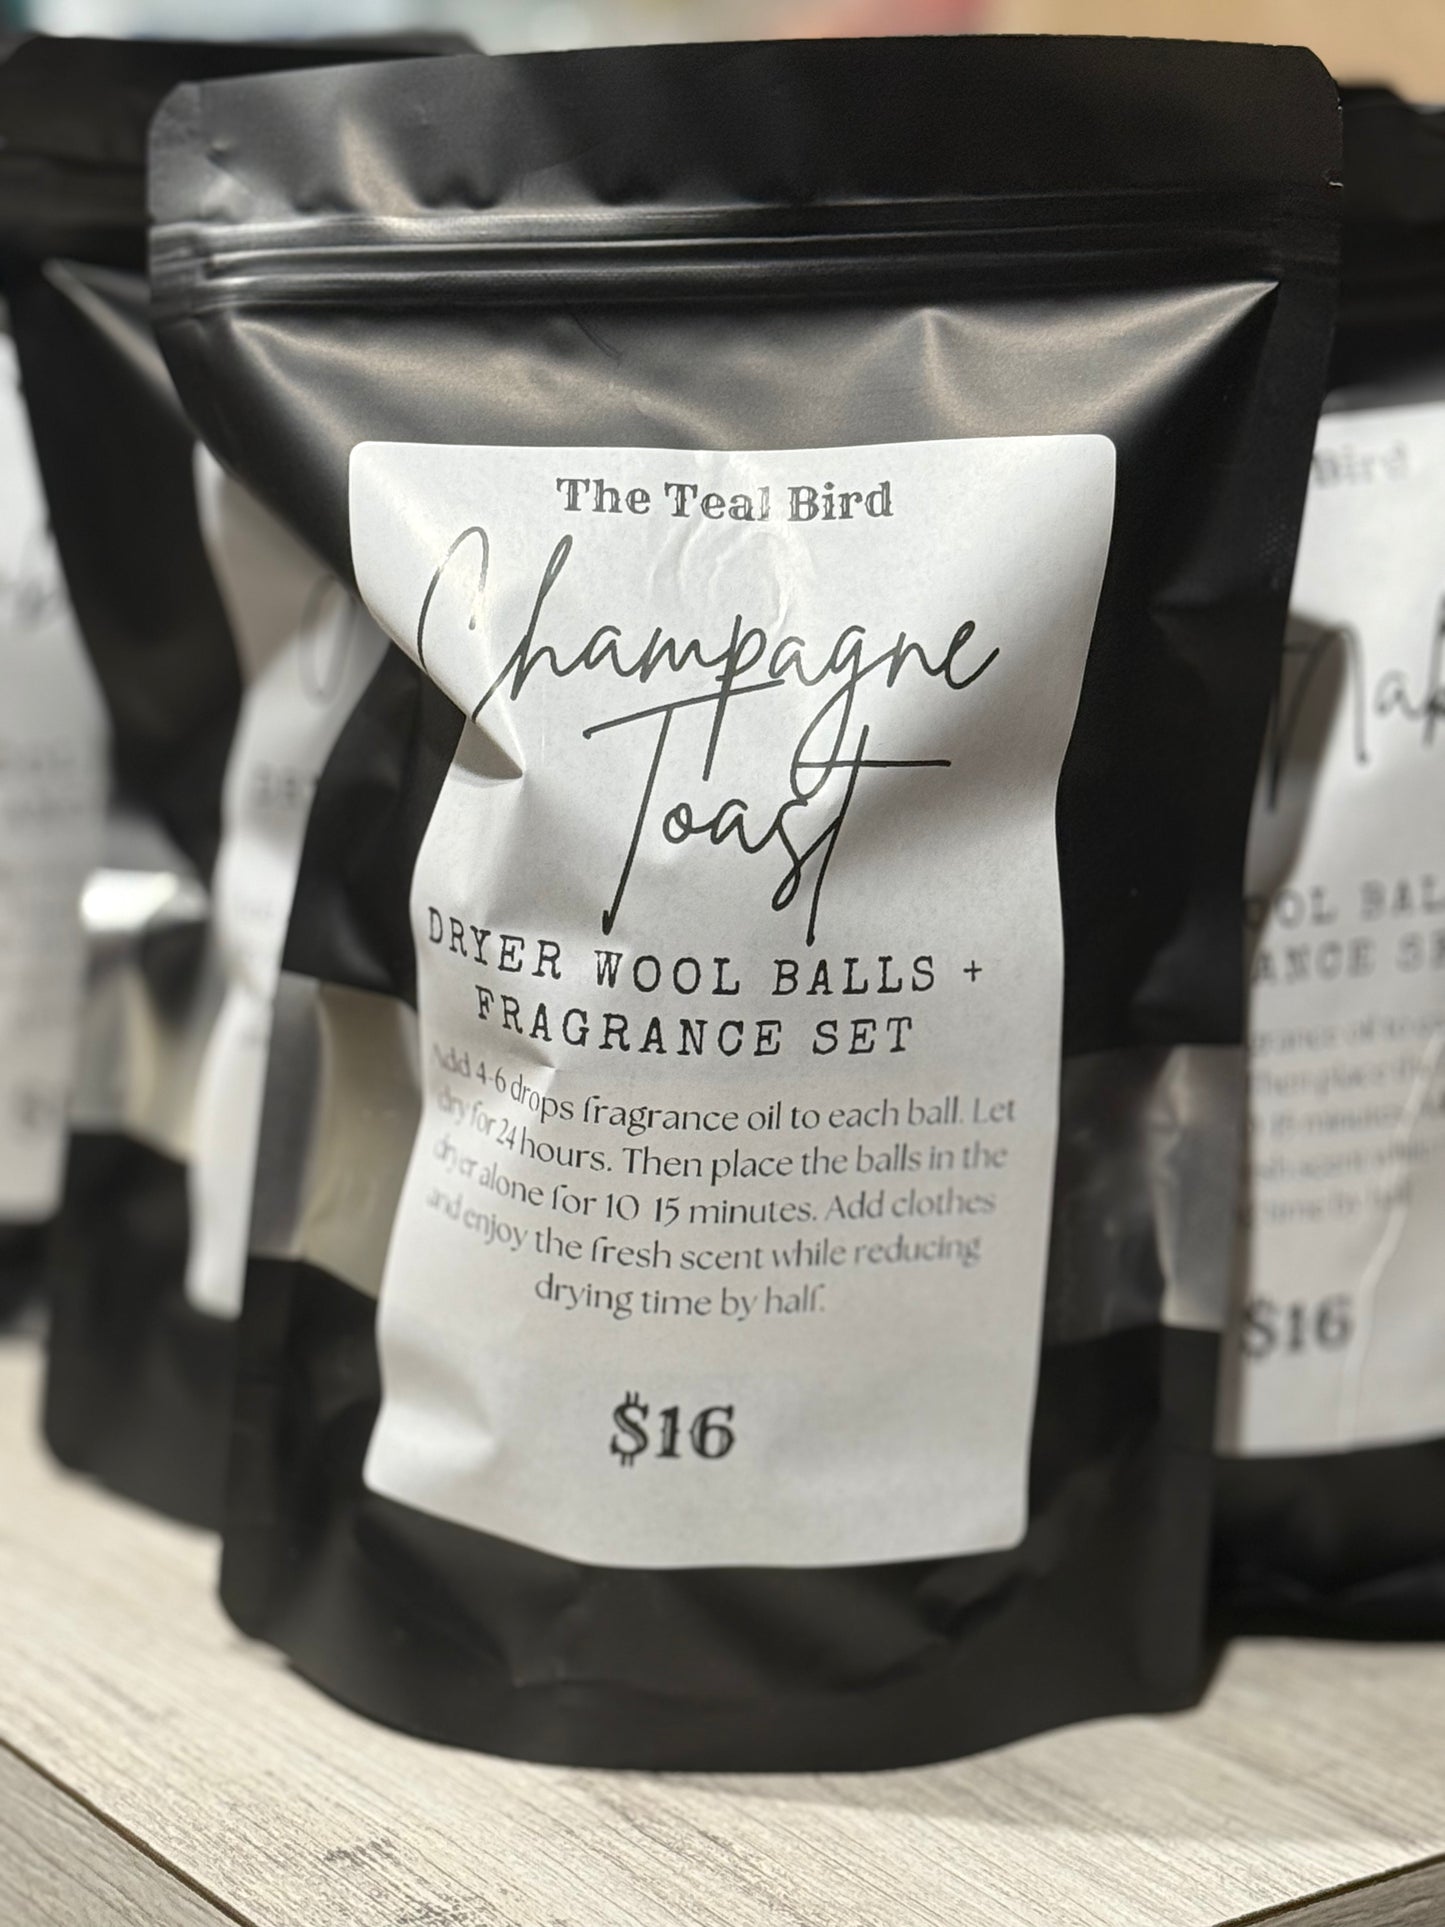 The Teal Bird
Champagne
Toast
DRYER WOOL BALLS +
FRAGRANCE SET
Add 4-6 drops fragrance oil to each ball. Let
dry for 24 hours. Then place the balls in the
dryer alone for 10 15 minutes. Add clothes
and enjoy the fresh scent while reducing
drying time by half.
$16
Bird
$16